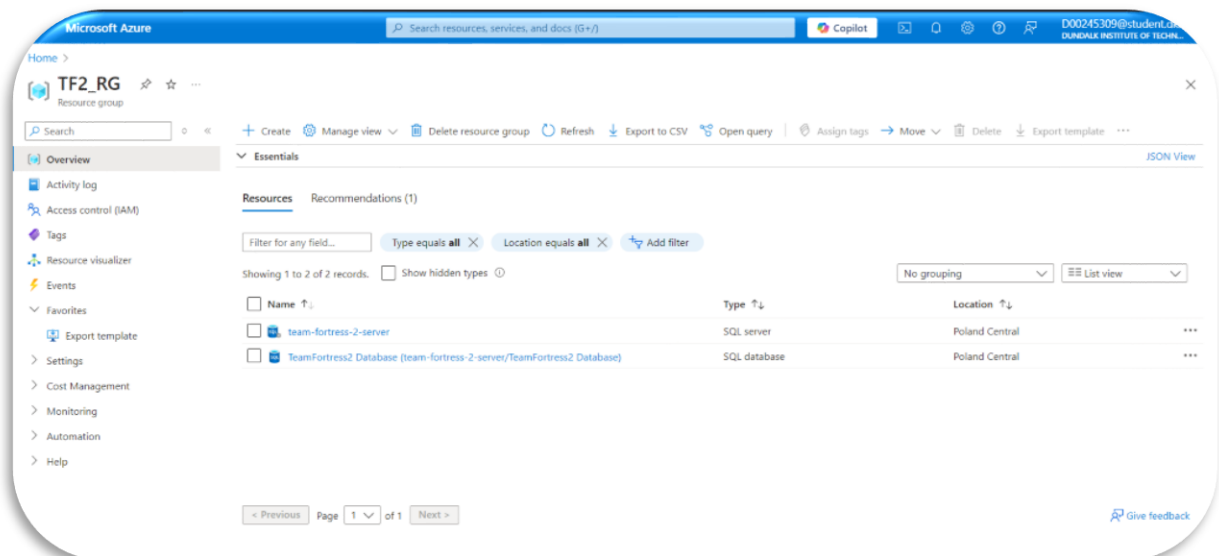 Microsoft Azure
Search resources, services, and docs (G+/)
Copilot
D00245309@student.
DUNDALK INSTITUTE OF TECHN...
Home >
TF2_RG
Resource group
Search
Create
Manage view
Delete resource group
Refresh
Export to CSV
Open query
Assign tags
Move
Delete
Export template
Overview
Essentials
JSON View
Activity log
Access control (IAM)
Tags
Resource visualizer
Events
Favorites
Export template
Settings
Cost Management
Monitoring
Automation
Help
Resources
Recommendations (1)
Filter for any field...
Type equals all
Location equals all
Add filter
Showing 1 to 2 of 2 records.
Show hidden types
No grouping
List view
Name
Type
Location
team-fortress-2-server
SQL server
Poland Central
TeamFortress2 Database (team-fortress-2-server/TeamFortress2 Database)
SQL database
Poland Central
< Previous
Page
1
of 1
Next >
Give feedback